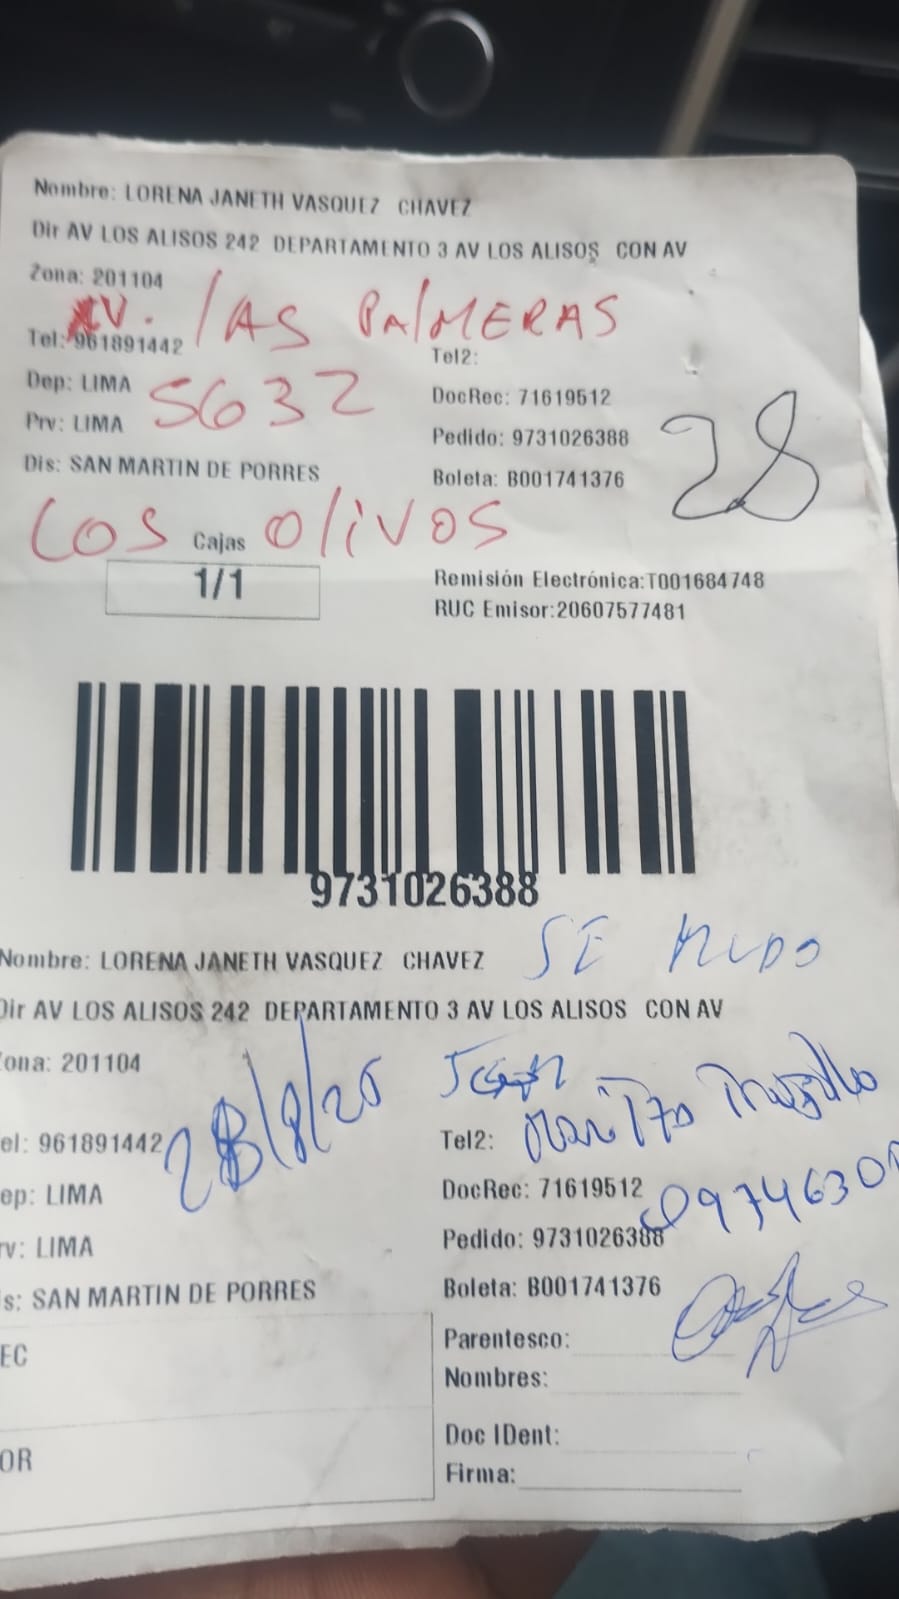 Nombre: LORENA JANETH VASQUEZ CHAVEZ
Dir AV LOS ALISOS 242 DEPARTAMENTO 3 AV LOS ALISOS CON AV
Zona: 201104
AV. LAS PALMERAS
Tel: 961891442
Tel2:
Dep: LIMA
5632
DocRec: 71619512
Prv: LIMA
Pedido: 9731026388
28
Dis: SAN MARTIN DE PORRES
Boleta: B001741376
LOS OLIVOS
Cajas
1/1
Remisión Electrónica:T001684748
RUC Emisor:20607577481
9731026388
SE MUDO
Nombre: LORENA JANETH VASQUEZ CHAVEZ
Dir AV LOS ALISOS 242 DEPARTAMENTO 3 AV LOS ALISOS CON AV
Zona: 201104
el: 961891442
Tel2:
ep: LIMA
DocRec: 71619512
rv: LIMA
Pedido: 9731026388
s: SAN MARTIN DE PORRES
Boleta: B001741376
EC
Parentesco:
Nombres:
Doc IDent:
OR
Firma: